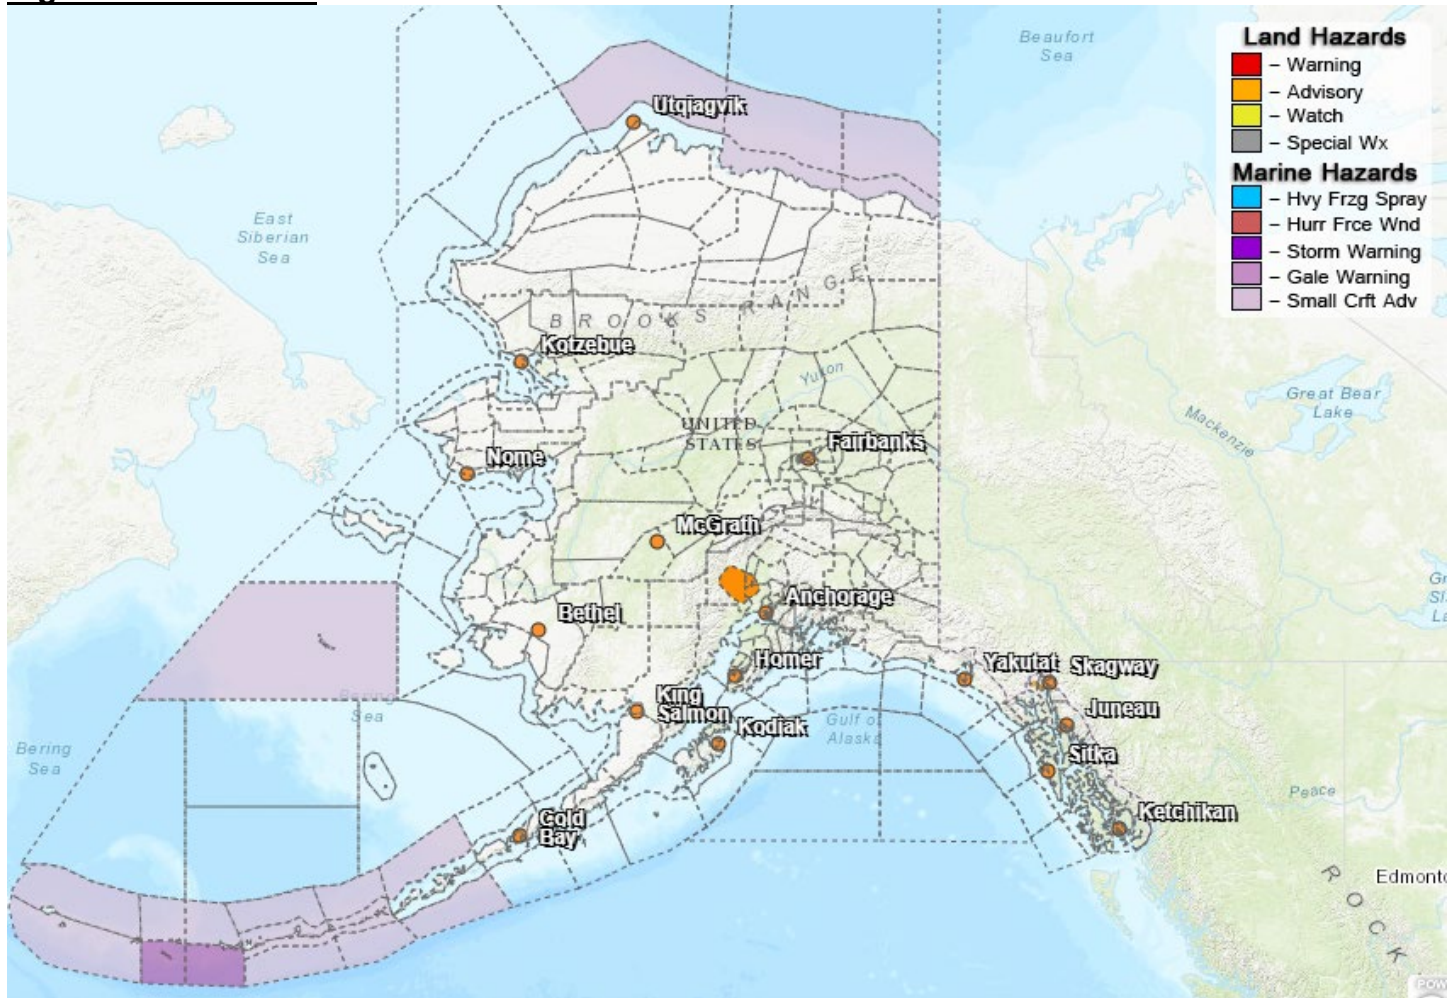 Beaufort
Sea
Land Hazards
– Warning
– Advisory
– Watch
– Special Wx
Marine Hazards
– Hvy Frzg Spray
– Hurr Frce Wnd
– Storm Warning
– Gale Warning
– Small Crft Adv
Utqiagvik
East
Siberian
Sea
BROOKS RANGE
Kotzebue
Yukon
Great Bear
Lake
Mackenzie
UNITED
STATES
Fairbanks
Nome
McGrath
Anchorage
Bethel
Homer
Yakutat
Skagway
King
Salmon
Juneau
Bering
Sea
Kodiak
Gulf of
Alaska
Sitka
Bering
Sea
Peace
Ketchikan
Cold
Bay
Edmonto
ROCK
POW